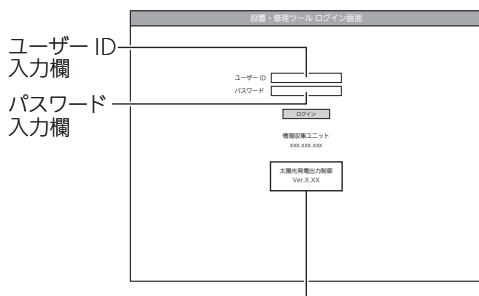 設置・修理ツール ログイン画面
ユーザー ID
入力欄
パスワード
入力欄
ユーザー ID
パスワード
ログイン
情報収集ユニット
xxx.xxx.xxx
太陽光発電出力制御
Ver.X.XX